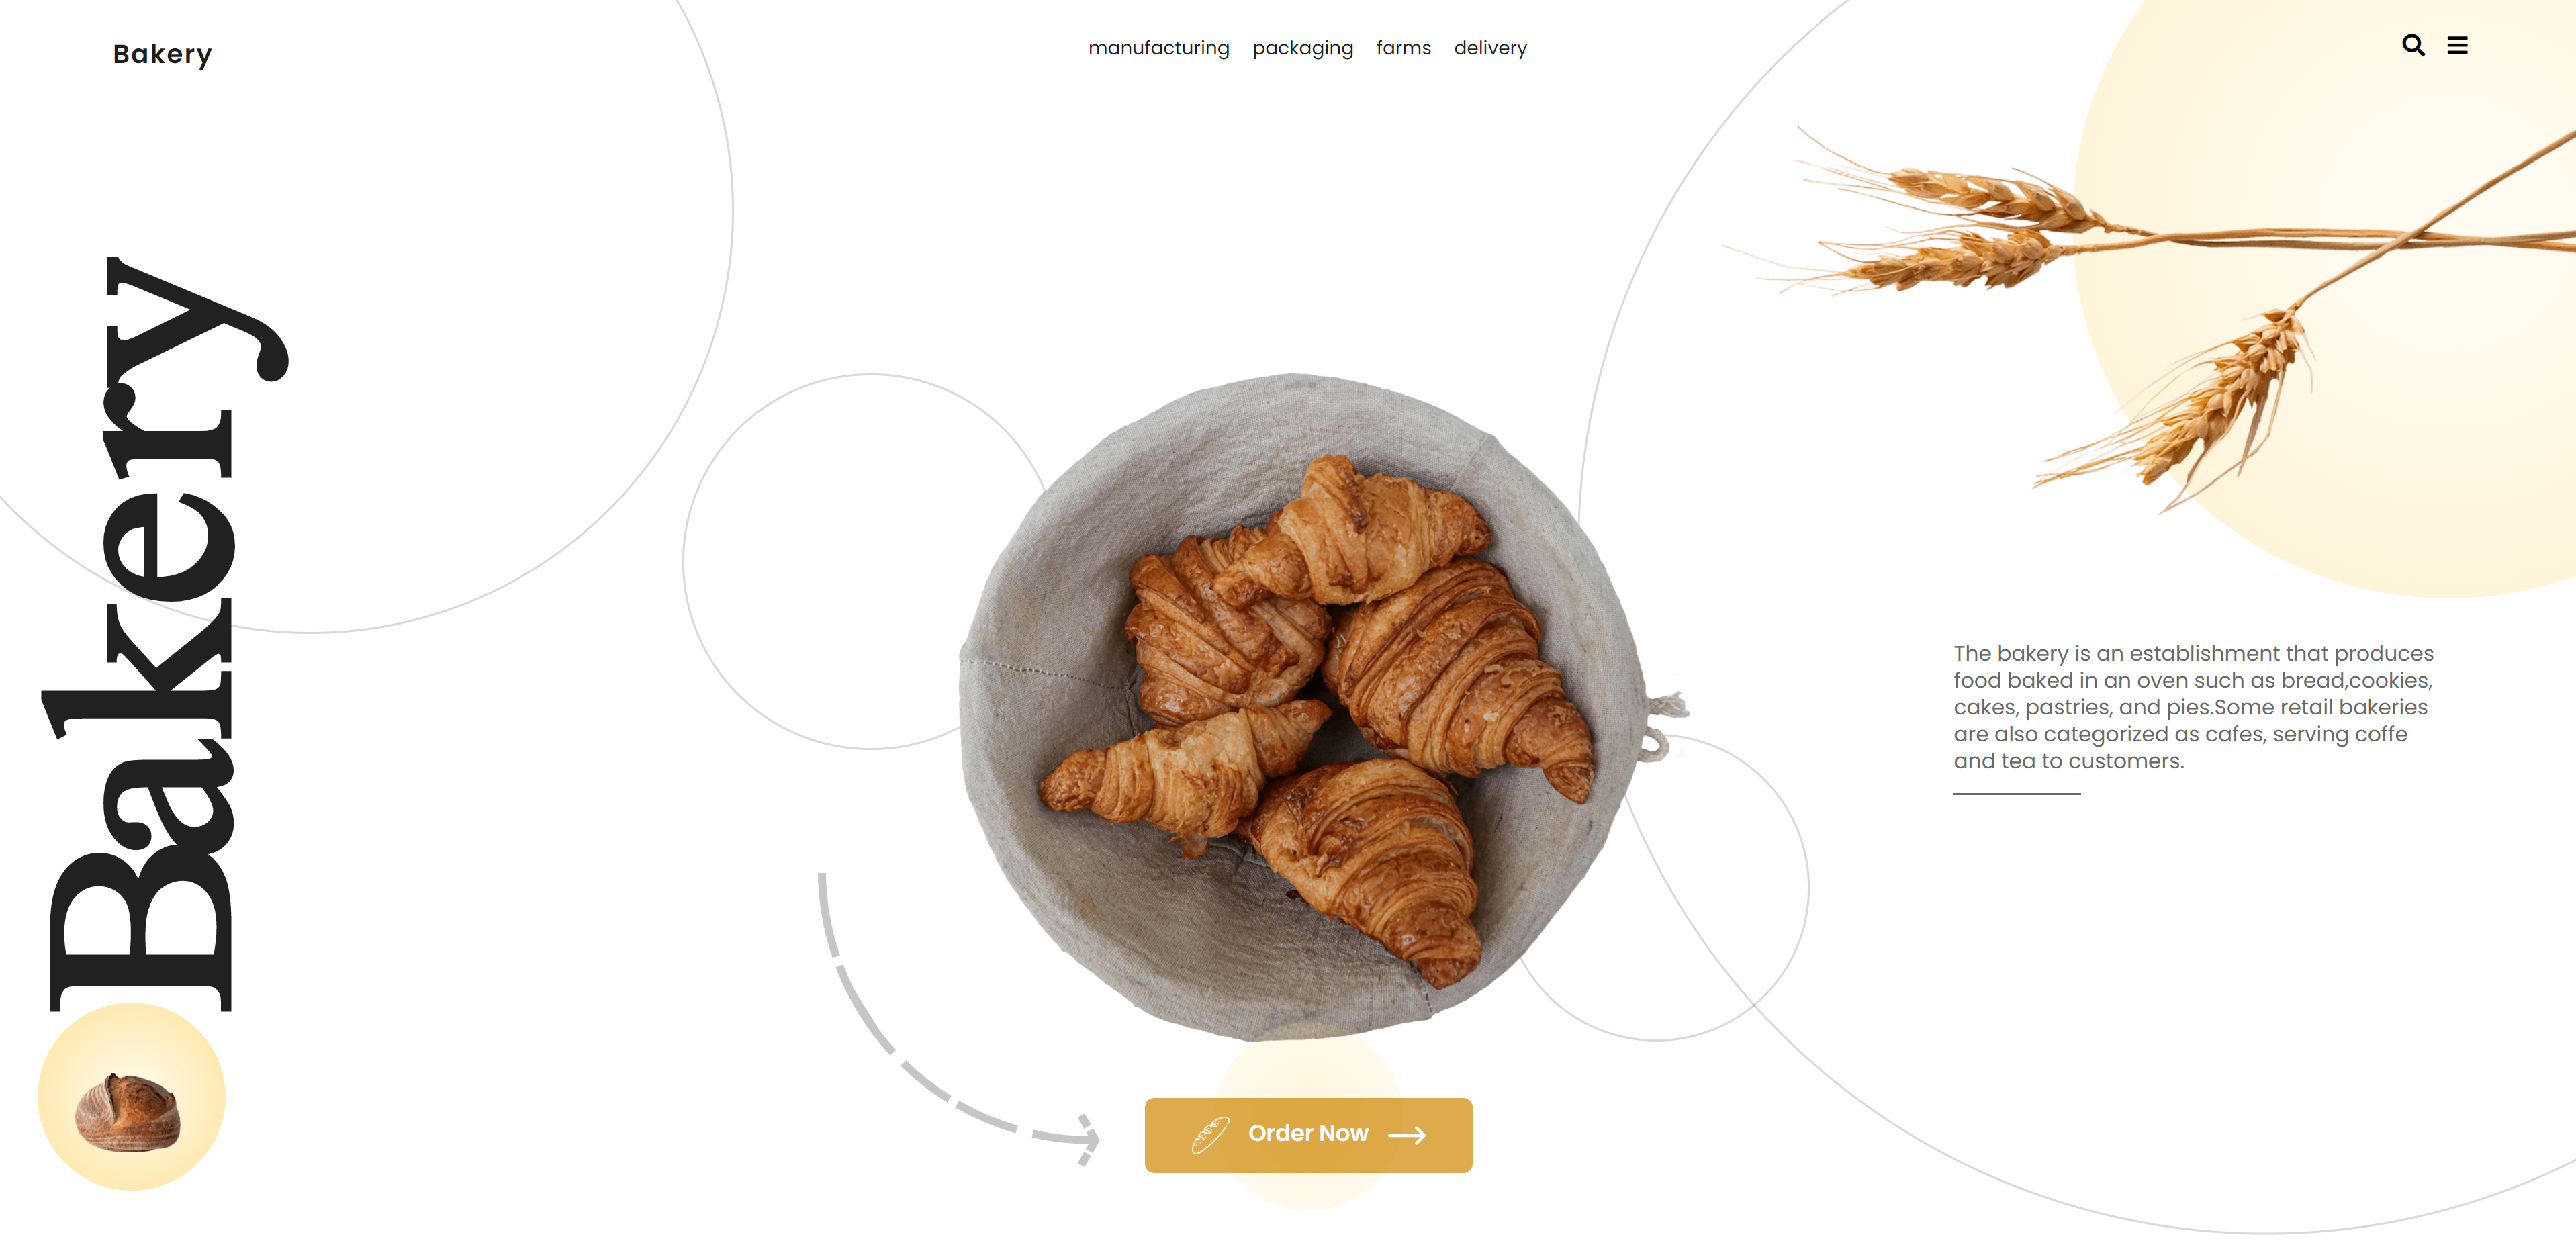 Bakery
manufacturing packaging farms delivery
Bakery
The bakery is an establishment that produces
food baked in an oven such as bread,cookies,
cakes, pastries, and pies.Some retail bakeries
are also categorized as cafes, serving coffe
and tea to customers.
Order Now